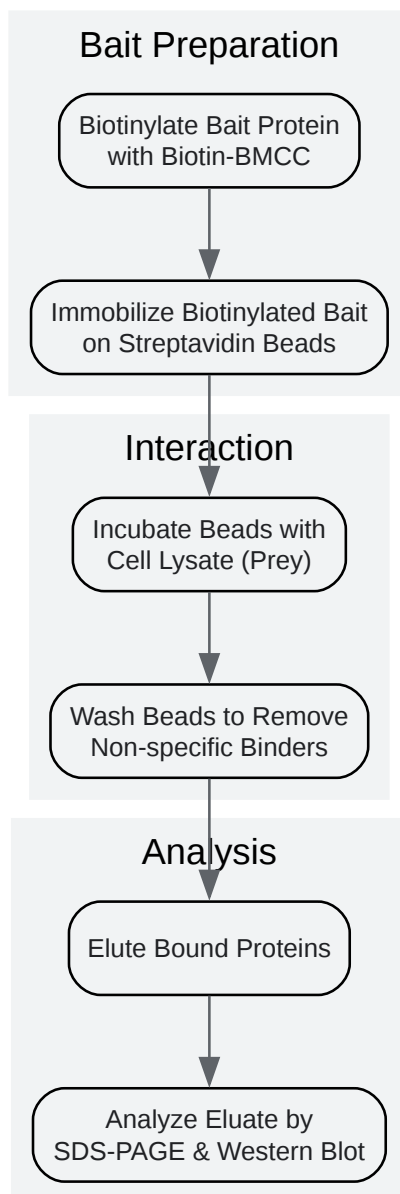 Bait Preparation
Biotinylate Bait Protein
with Biotin-BMCC
Immobilize Biotinylated Bait
on Streptavidin Beads
Interaction
Incubate Beads with
Cell Lysate (Prey)
Wash Beads to Remove
Non-specific Binders
Analysis
Elute Bound Proteins
Analyze Eluate by
SDS-PAGE & Western Blot